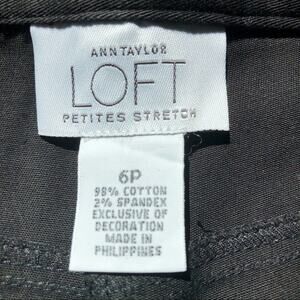 ANN TAYLOR
LOFT
PETITES STRETCH
6P
98% COTTON
2% SPANDEX
EXCLUSIVE OF
DECORATION
MADE IN
PHILIPPINES